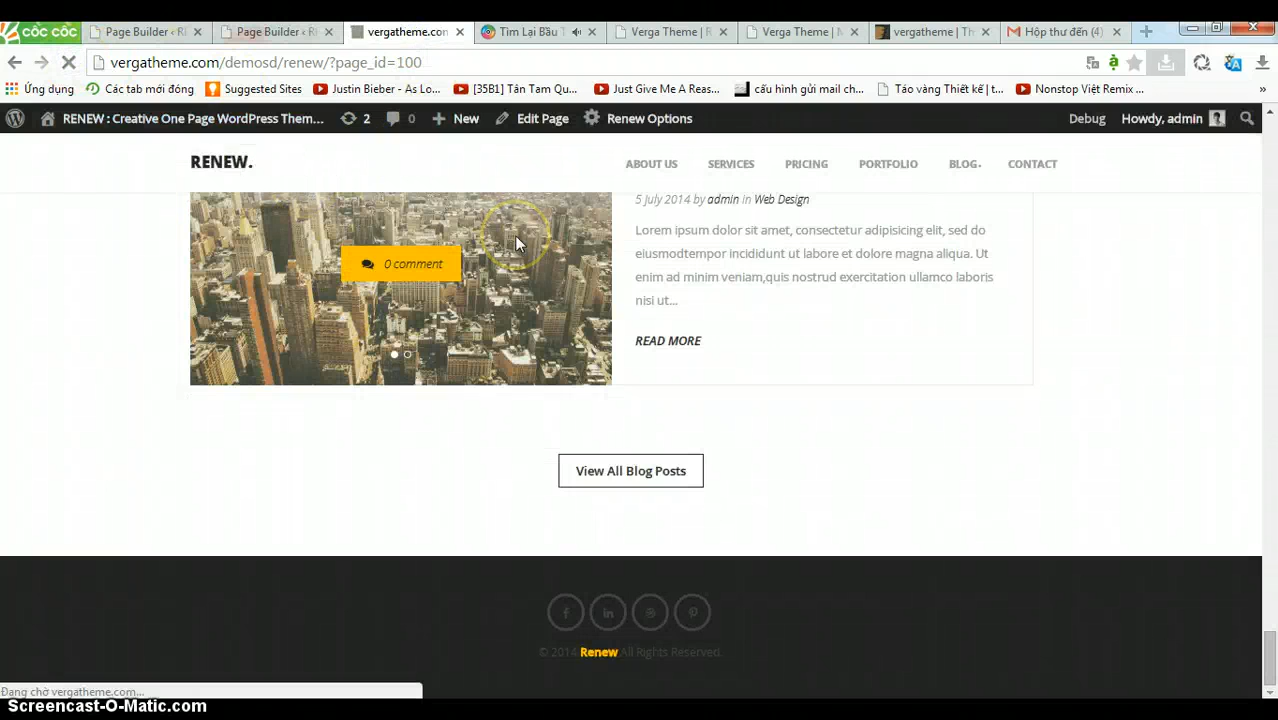 cốc cốc Page Builder ‹ RE Page Builder ‹ RE vergatheme.con Tìm Lại Bầu T Verga Theme | R Verga Theme | M vergatheme | Th Hộp thư đến (4)
vergatheme.com/demosd/renew/?page_id=100
Ứng dụng Các tab mới đóng Suggested Sites Justin Bieber - As Lo... [35B1] Tân Tam Qu... Just Give Me A Reas... cấu hình gửi mail ch... Táo vàng Thiết kế | t... Nonstop Việt Remix ... »
RENEW : Creative One Page WordPress Them... 2 0 New Edit Page Renew Options Debug Howdy, admin
RENEW. ABOUT US SERVICES PRICING PORTFOLIO BLOG CONTACT
5 July 2014 by admin in Web Design
0 comment
Lorem ipsum dolor sit amet, consectetur adipisicing elit, sed do
eiusmodtempor incididunt ut labore et dolore magna aliqua. Ut
enim ad minim veniam,quis nostrud exercitation ullamco laboris
nisi ut...
READ MORE
View All Blog Posts
© 2014 Renew All Rights Reserved.
Đang chờ vergatheme.com...
Screencast-O-Matic.com